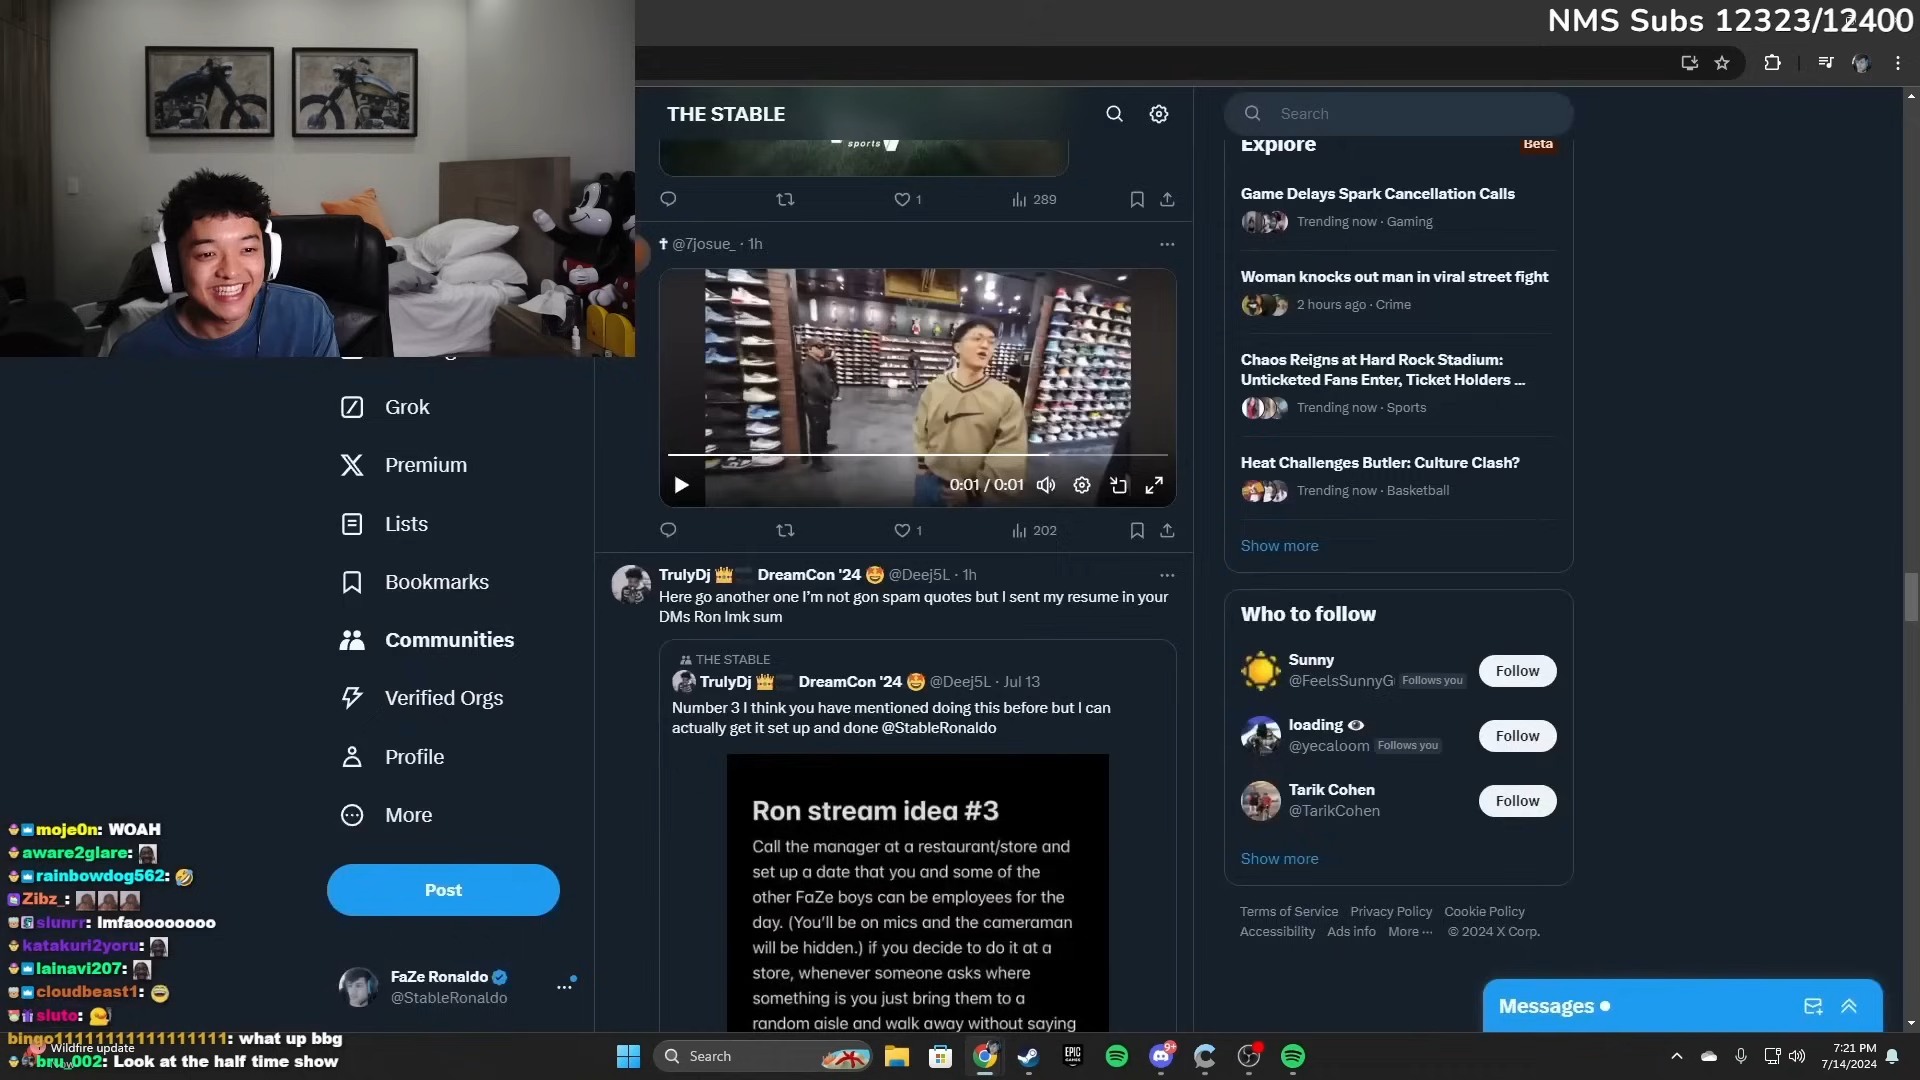 NMS Subs 12323/12400
THE STABLE
Search
sports
1
289
Explore
Beta
Game Delays Spark Cancellation Calls
Trending now · Gaming
Woman knocks out man in viral street fight
2 hours ago · Crime
Chaos Reigns at Hard Rock Stadium:
Unticketed Fans Enter, Ticket Holders ...
Trending now · Sports
Heat Challenges Butler: Culture Clash?
Trending now · Basketball
Show more
✝ @7josue_ · 1h
0:01 / 0:01
1
202
Grok
Premium
Lists
Bookmarks
Communities
Verified Orgs
Profile
More
Post
FaZe Ronaldo
@StableRonaldo
TrulyDj 👑 DreamCon '24 🤩 @Deej5L · 1h
Here go another one I'm not gon spam quotes but I sent my resume in your
DMs Ron lmk sum
THE STABLE
TrulyDj 👑 DreamCon '24 🤩 @Deej5L · Jul 13
Number 3 I think you have mentioned doing this before but I can
actually get it set up and done @StableRonaldo
Ron stream idea #3
Call the manager at a restaurant/store and
set up a date that you and some of the
other FaZe boys can be employees for the
day. (You'll be on mics and the cameraman
will be hidden.) if you decide to do it at a
store, whenever someone asks where
something is you just bring them to a
random aisle and walk away without saying
Who to follow
Sunny
@FeelsSunnyG
Follows you
Follow
loading 👁
@yecaloom
Follows you
Follow
Tarik Cohen
@TarikCohen
Follow
Show more
Terms of Service Privacy Policy Cookie Policy
Accessibility Ads info More ··· © 2024 X Corp.
Messages
moje0n: WOAH
aware2glare:
rainbowdog562: 🤣
Zibz_:
slunrr: lmfaoooooooo
katakuri2yoru:
lainavi207:
cloudbeast1: 😂
sluto:
bingo11111111111111111: what up bbg
bru_002: Look at the half time show
Wildfire update
Search
EPIC
GAMES
9+
7:21 PM
7/14/2024